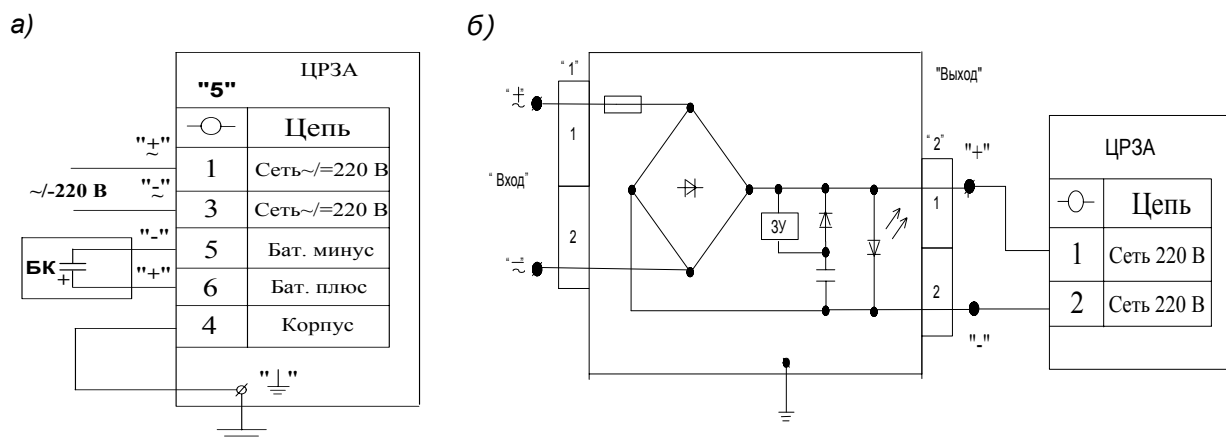 а)
ЦРЗА
"5"
Цепь
"+"
~
1 Сеть~/=220 В
~/-220 В
"-"
~
3 Сеть~/=220 В
"-"
5 Бат. минус
БК
+
"+"
6 Бат. плюс
4 Корпус
"⊥"
б)
"1"
"Выход"
"+"
~
1
"Вход"
2
"-"
~
ЗУ
"2"
"+"
1
2
"-"
ЦРЗА
Цепь
1 Сеть 220 В
2 Сеть 220 В